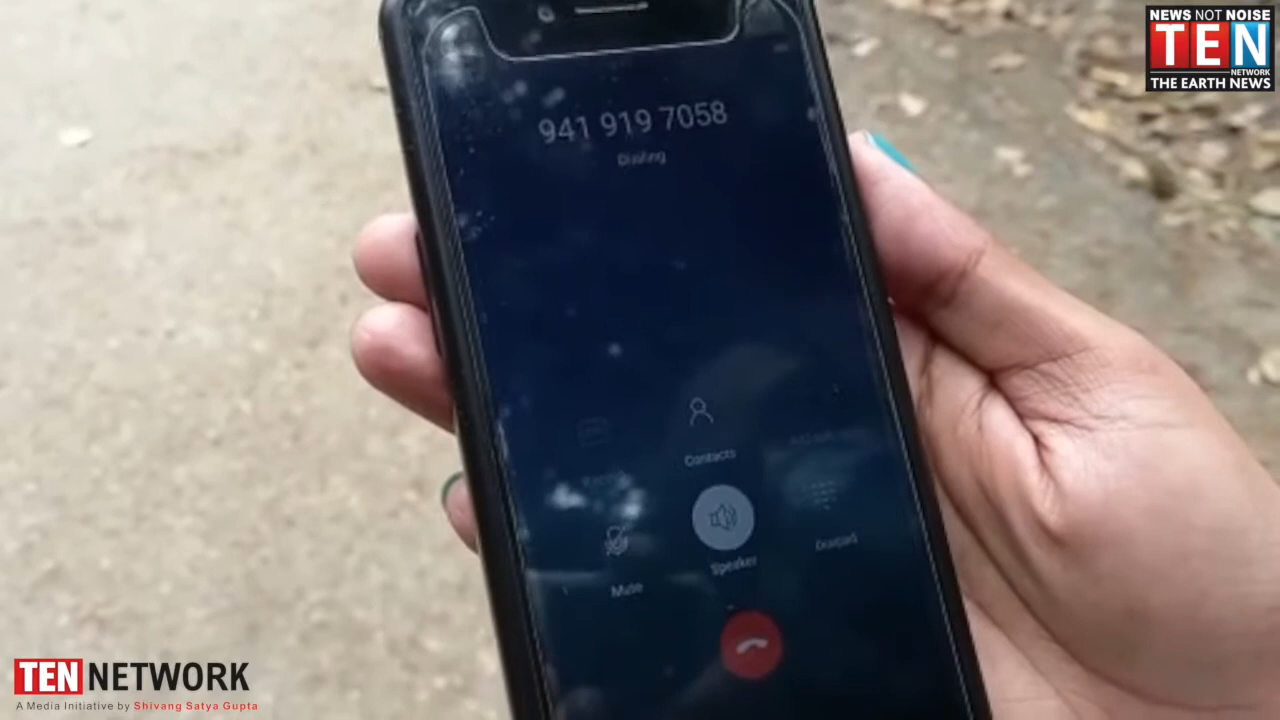 NEWS NOT NOISE
TEN
NETWORK
THE EARTH NEWS
941 919 7058
Dialing
Contacts
Mute
Speaker
Dialpad
TEN NETWORK
A Media Initiative by Shivang Satya Gupta